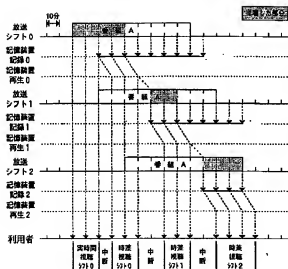 10分
放送
シフト0
番組 A
記憶装置
記録0
記憶装置
再生0
放送
シフト1
番組
記憶装置
記録1
記憶装置
再生1
放送
シフト2
番組 A
記憶装置
記録2
記憶装置
再生2
利用者
実時間
視聴
シフト0
中断
時差
視聴
シフト0
中断
時差
視聴
シフト1
中断
時差
視聴
シフト2